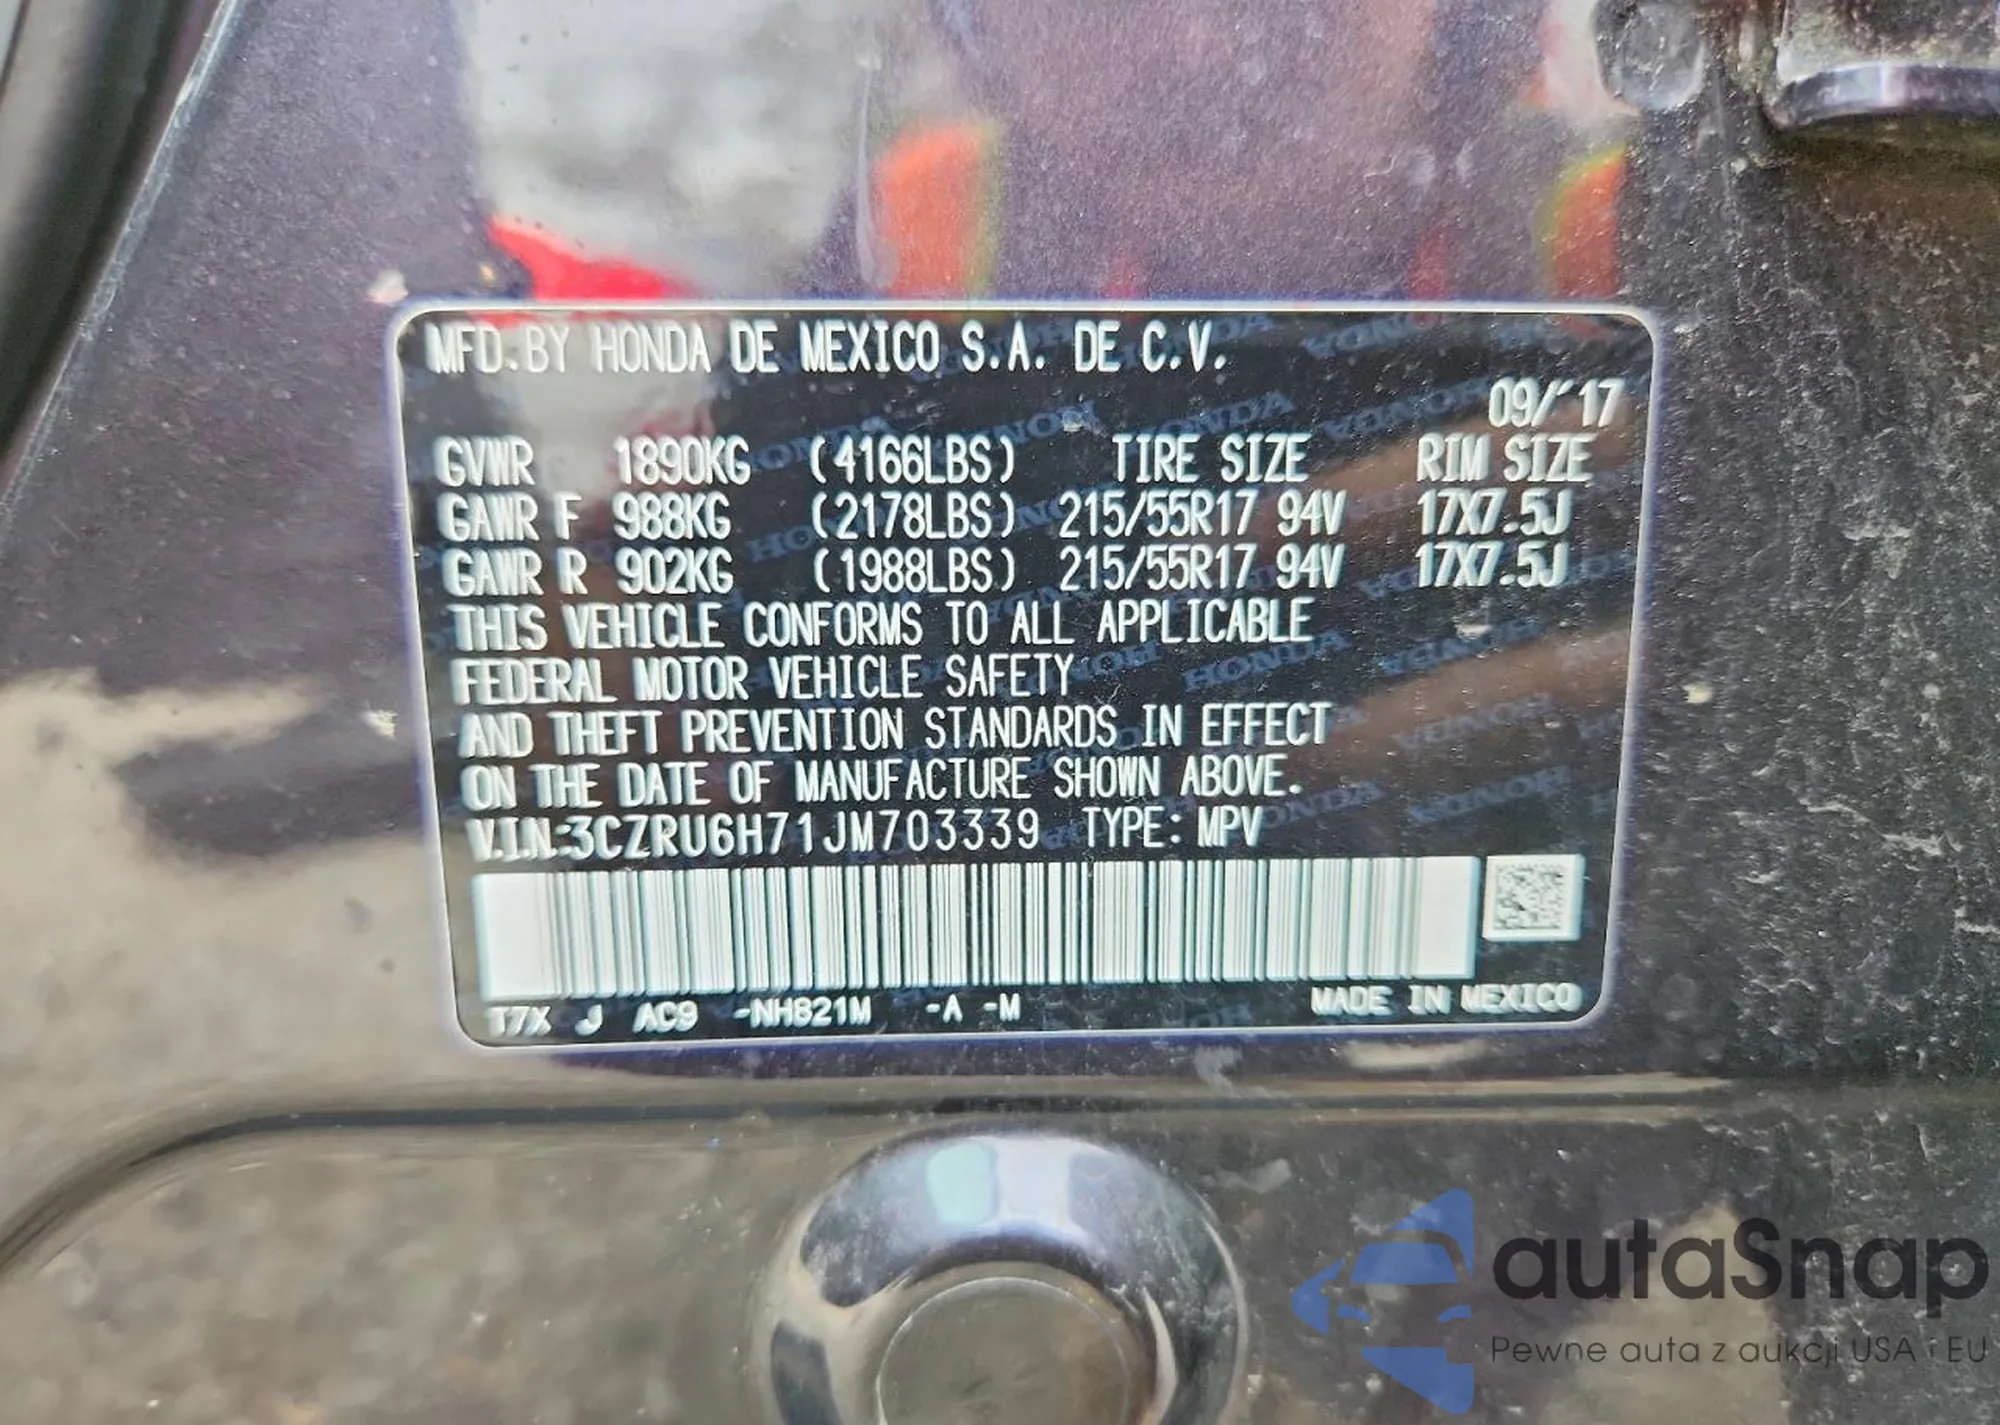 MFD.BY HONDA DE MEXICO S.A. DE C.V.
09/'17
GVWR 1890KG (4166LBS) TIRE SIZE RIM SIZE
GAWR F 988KG (2178LBS) 215/55R17 94V 17X7.5J
GAWR R 902KG (1988LBS) 215/55R17 94V 17X7.5J
THIS VEHICLE CONFORMS TO ALL APPLICABLE
FEDERAL MOTOR VEHICLE SAFETY
AND THEFT PREVENTION STANDARDS IN EFFECT
ON THE DATE OF MANUFACTURE SHOWN ABOVE.
V.I.N:3CZRU6H71JM703339 TYPE: MPV
T7X J AC9 -NH821M -A -M MADE IN MEXICO
autaSnap
Pewne auta z aukcji USA i EU